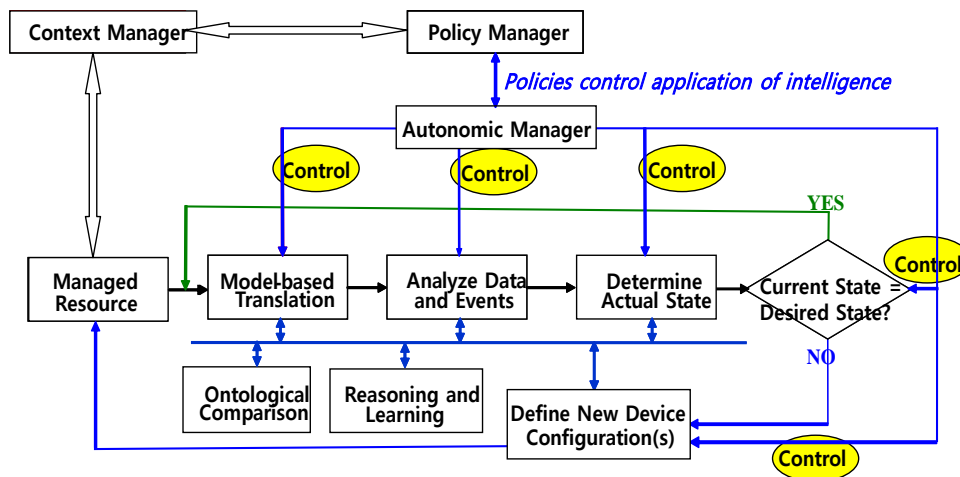 Context Manager
Policy Manager
Policies control application of intelligence
Autonomic Manager
Control
Control
Control
YES
Control
Managed
Resource
Model-based
Translation
Analyze Data
and Events
Determine
Actual State
Current State =
Desired State?
NO
Ontological
Comparison
Reasoning and
Learning
Define New Device
Configuration(s)
Control